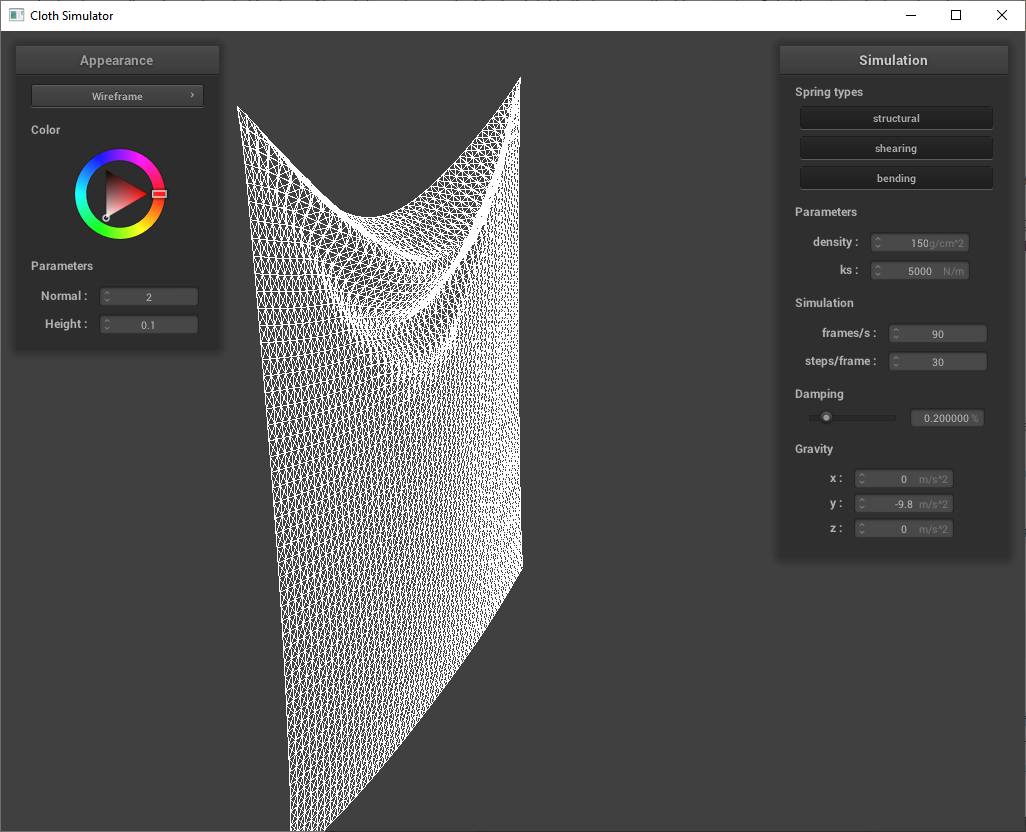 Cloth Simulator
Appearance
Wireframe
Color
Parameters
Normal : 2
Height : 0.1
Simulation
Spring types
structural
shearing
bending
Parameters
density : 150 g/cm^2
ks : 5000 N/m
Simulation
frames/s : 90
steps/frame : 30
Damping
0.200000 %
Gravity
x : 0 m/s^2
y : -9.8 m/s^2
z : 0 m/s^2